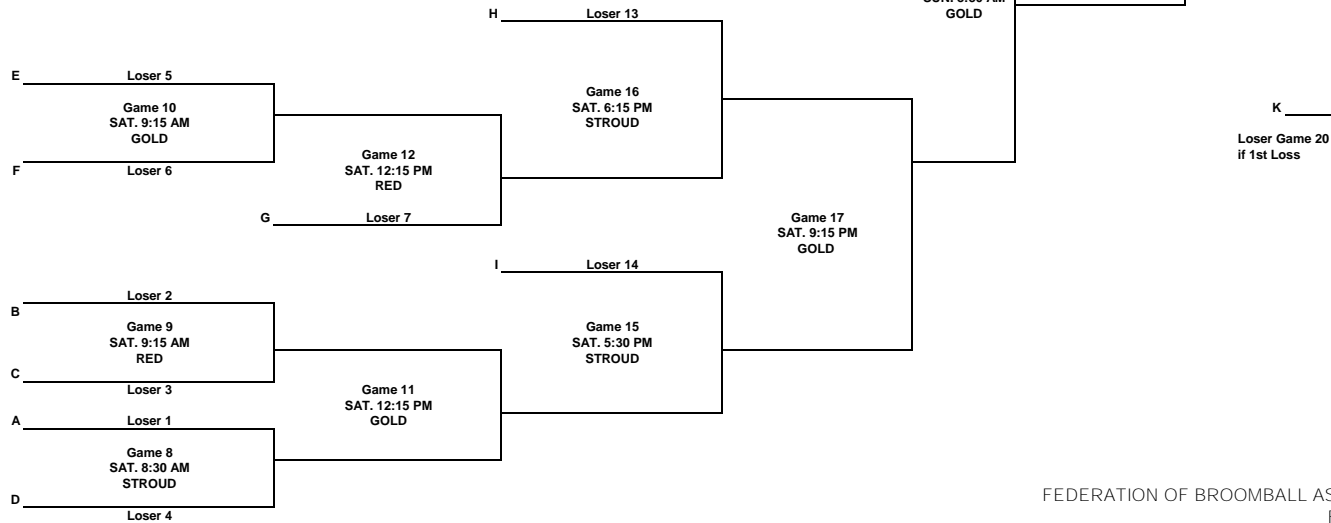 H Loser 13
GOLD
E Loser 5
Game 10
SAT. 9:15 AM
GOLD
F Loser 6
Game 16
SAT. 6:15 PM
STROUD
K
Loser Game 20
if 1st Loss
Game 12
SAT. 12:15 PM
RED
G Loser 7
Game 17
SAT. 9:15 PM
GOLD
I Loser 14
B Loser 2
Game 9
SAT. 9:15 AM
RED
C Loser 3
Game 15
SAT. 5:30 PM
STROUD
Game 11
SAT. 12:15 PM
GOLD
A Loser 1
Game 8
SAT. 8:30 AM
STROUD
D Loser 4
FEDERATION OF BROOMBALL AS